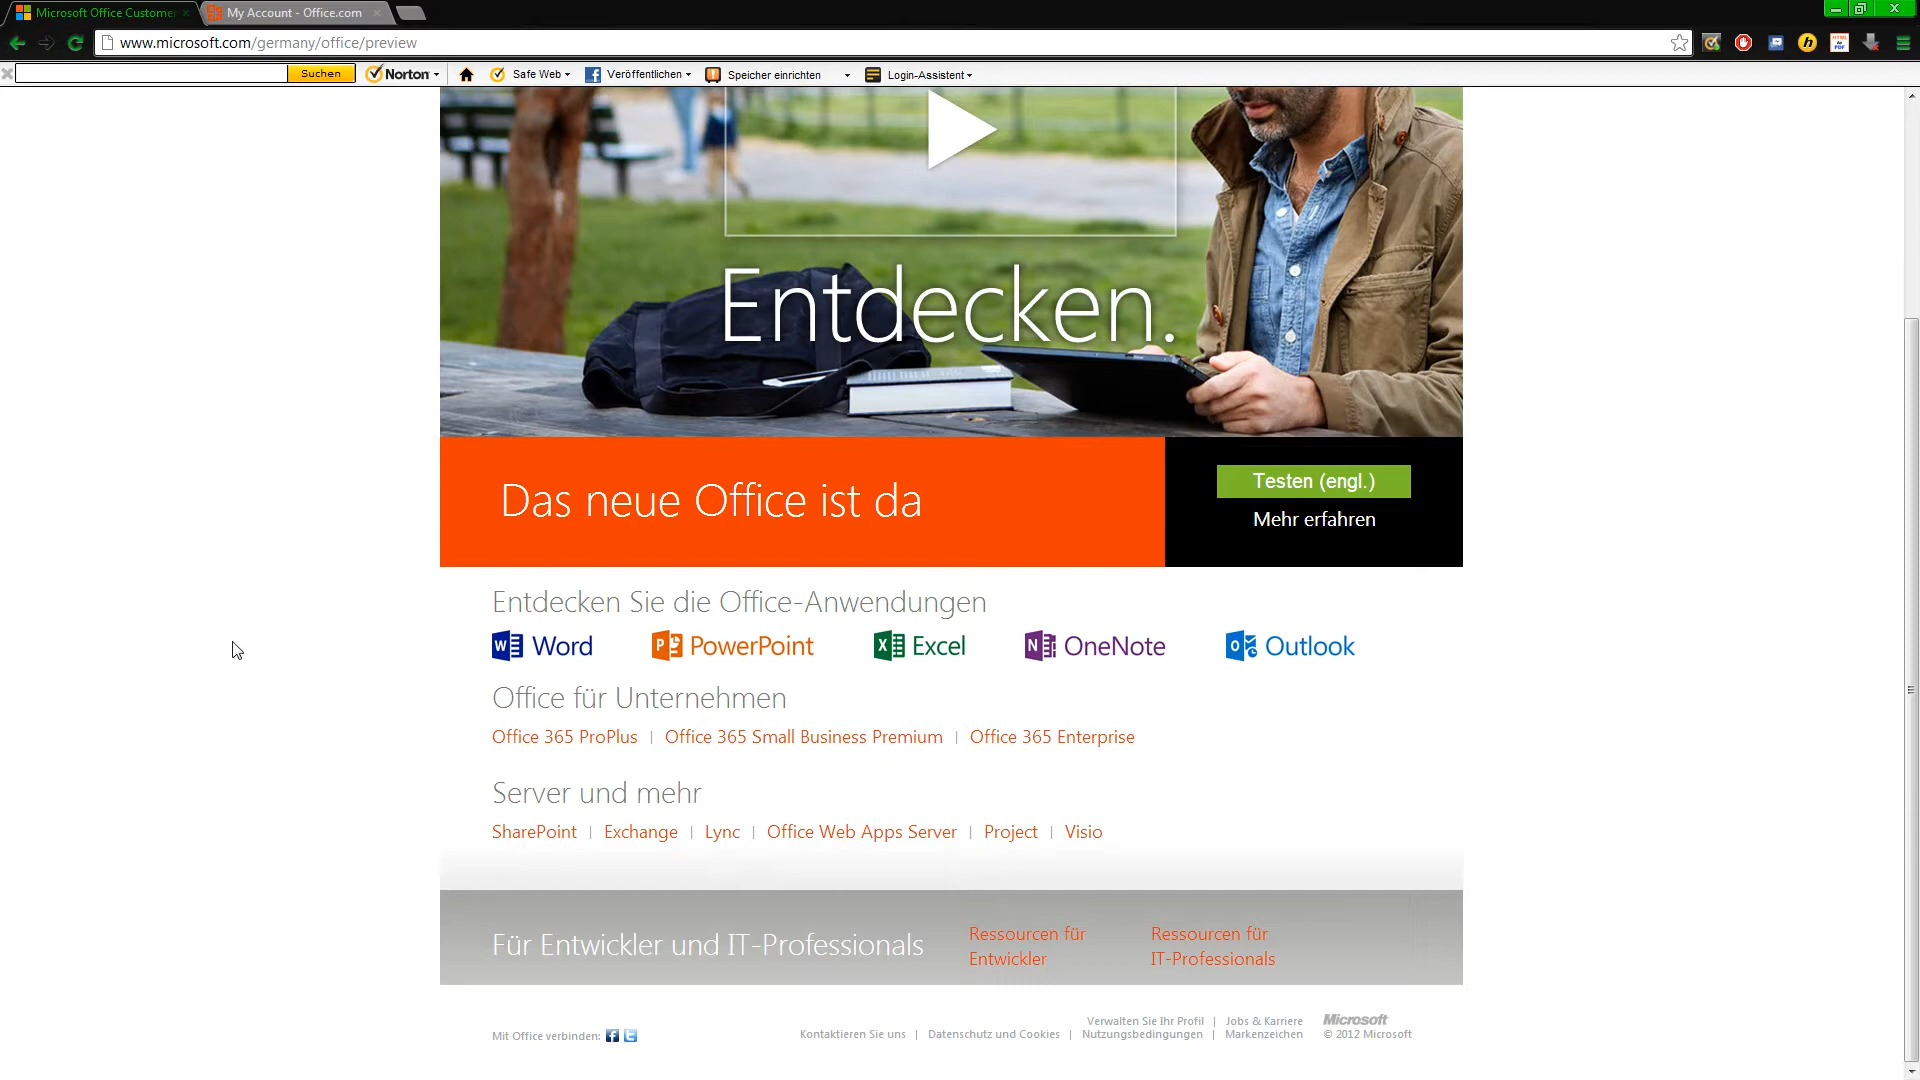 Microsoft Office Customer
My Account - Office.com
www.microsoft.com/germany/office/preview
Suchen
Norton
Safe Web
Veröffentlichen
Speicher einrichten
Login-Assistent
Entdecken.
Das neue Office ist da
Testen (engl.)
Mehr erfahren
Entdecken Sie die Office-Anwendungen
Word
PowerPoint
Excel
OneNote
Outlook
Office für Unternehmen
Office 365 ProPlus | Office 365 Small Business Premium | Office 365 Enterprise
Server und mehr
SharePoint | Exchange | Lync | Office Web Apps Server | Project | Visio
Für Entwickler und IT-Professionals
Ressourcen für
Entwickler
Ressourcen für
IT-Professionals
Mit Office verbinden:
Verwalten Sie Ihr Profil | Jobs & Karriere
Microsoft
Kontaktieren Sie uns | Datenschutz und Cookies | Nutzungsbedingungen | Markenzeichen
© 2012 Microsoft